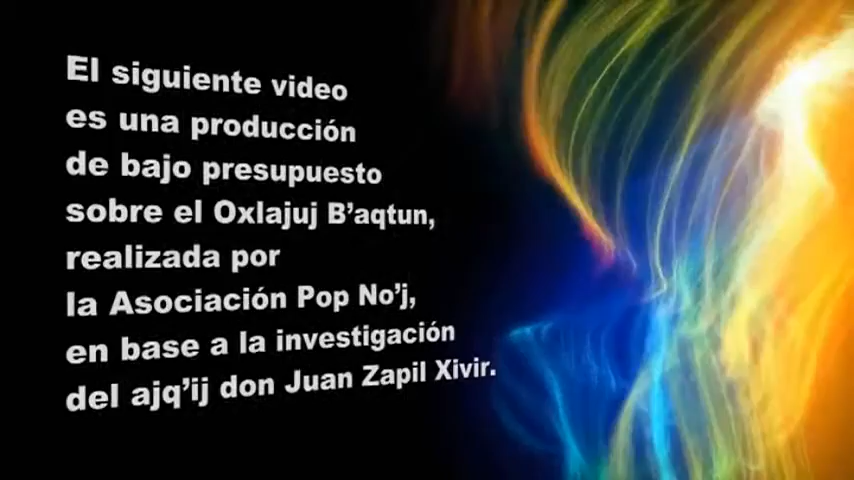 El siguiente video
es una producción
de bajo presupuesto
sobre el Oxlajuj B’aqtun,
realizada por
la Asociación Pop No’j,
en base a la investigación
del ajq’ij don Juan Zapil Xivir.